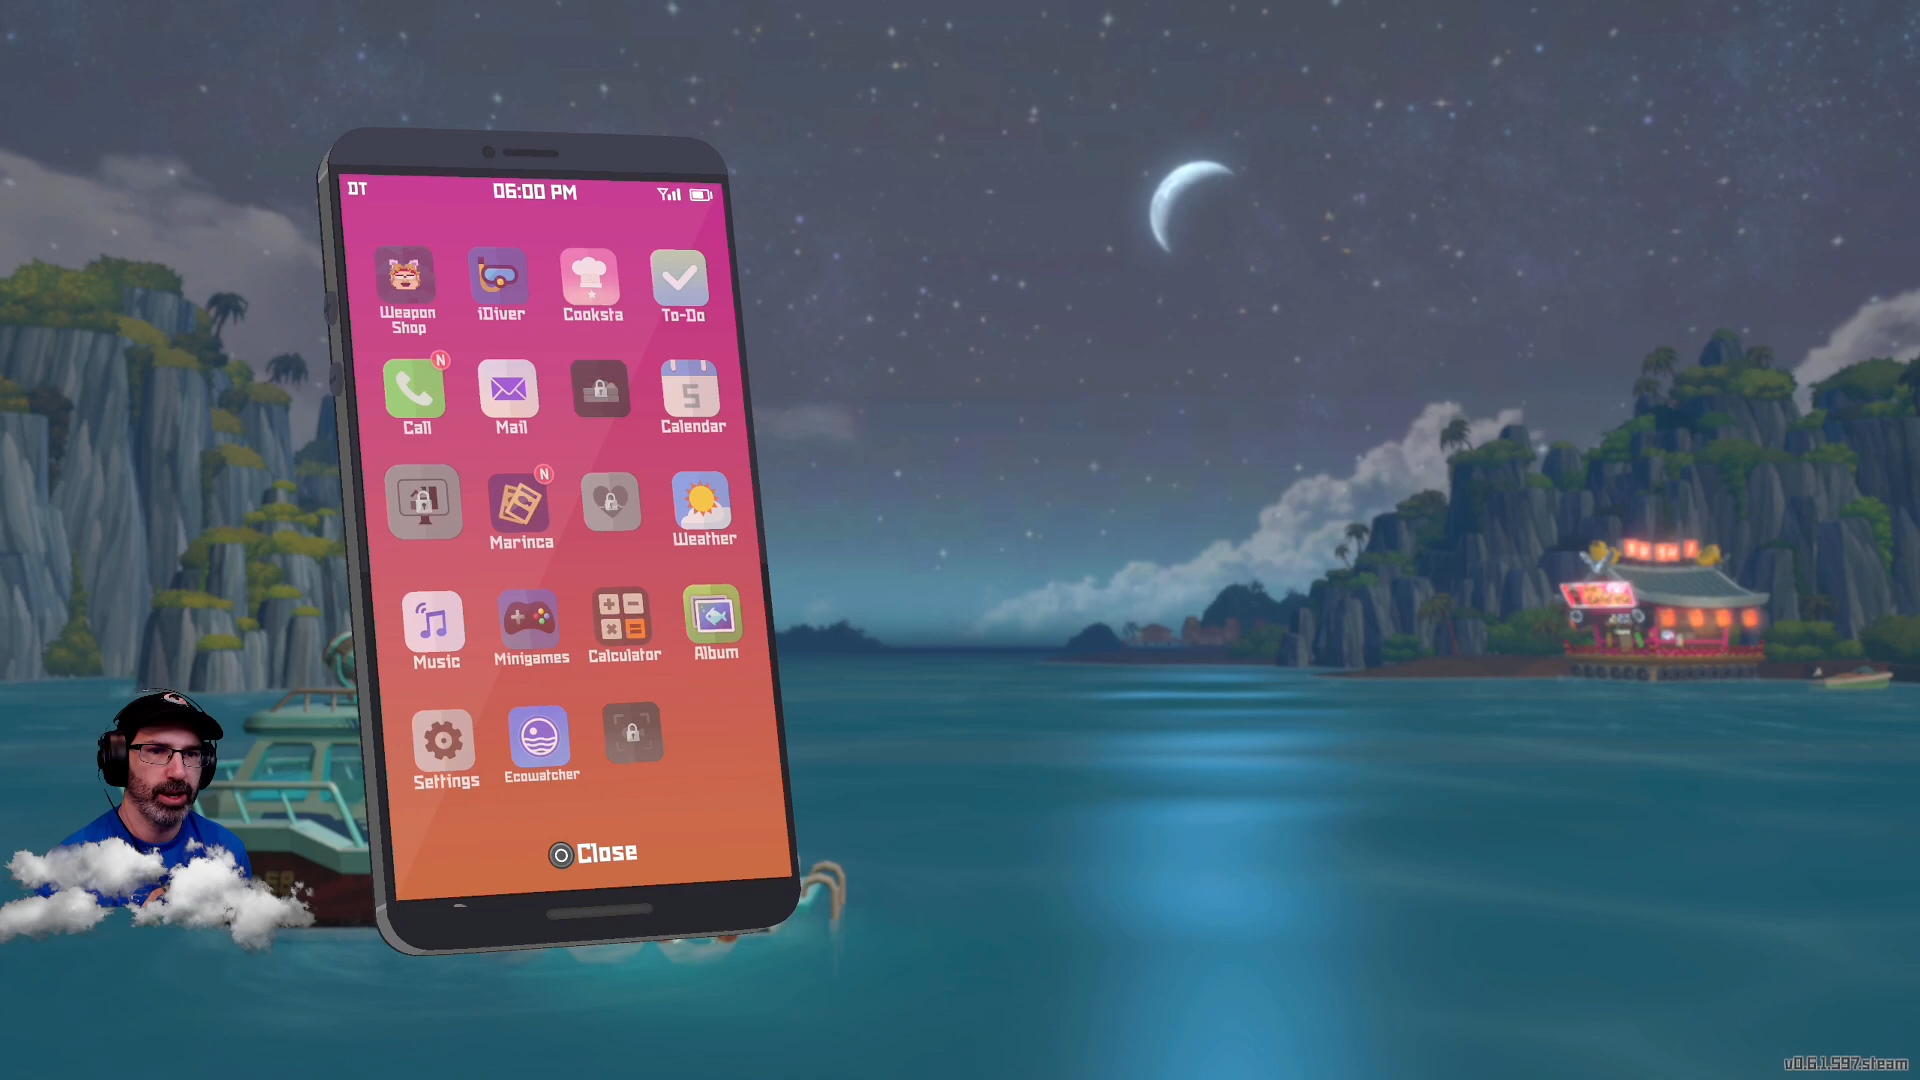 DT
06:00 PM
Weapon
Shop
iDiver
Cooksta
To-Do
N
Call
Mail
5
Calendar
N
Marinca
Weather
Music
Minigames
Calculator
Album
Settings
Ecowatcher
Close
v0.6.1.597.steam